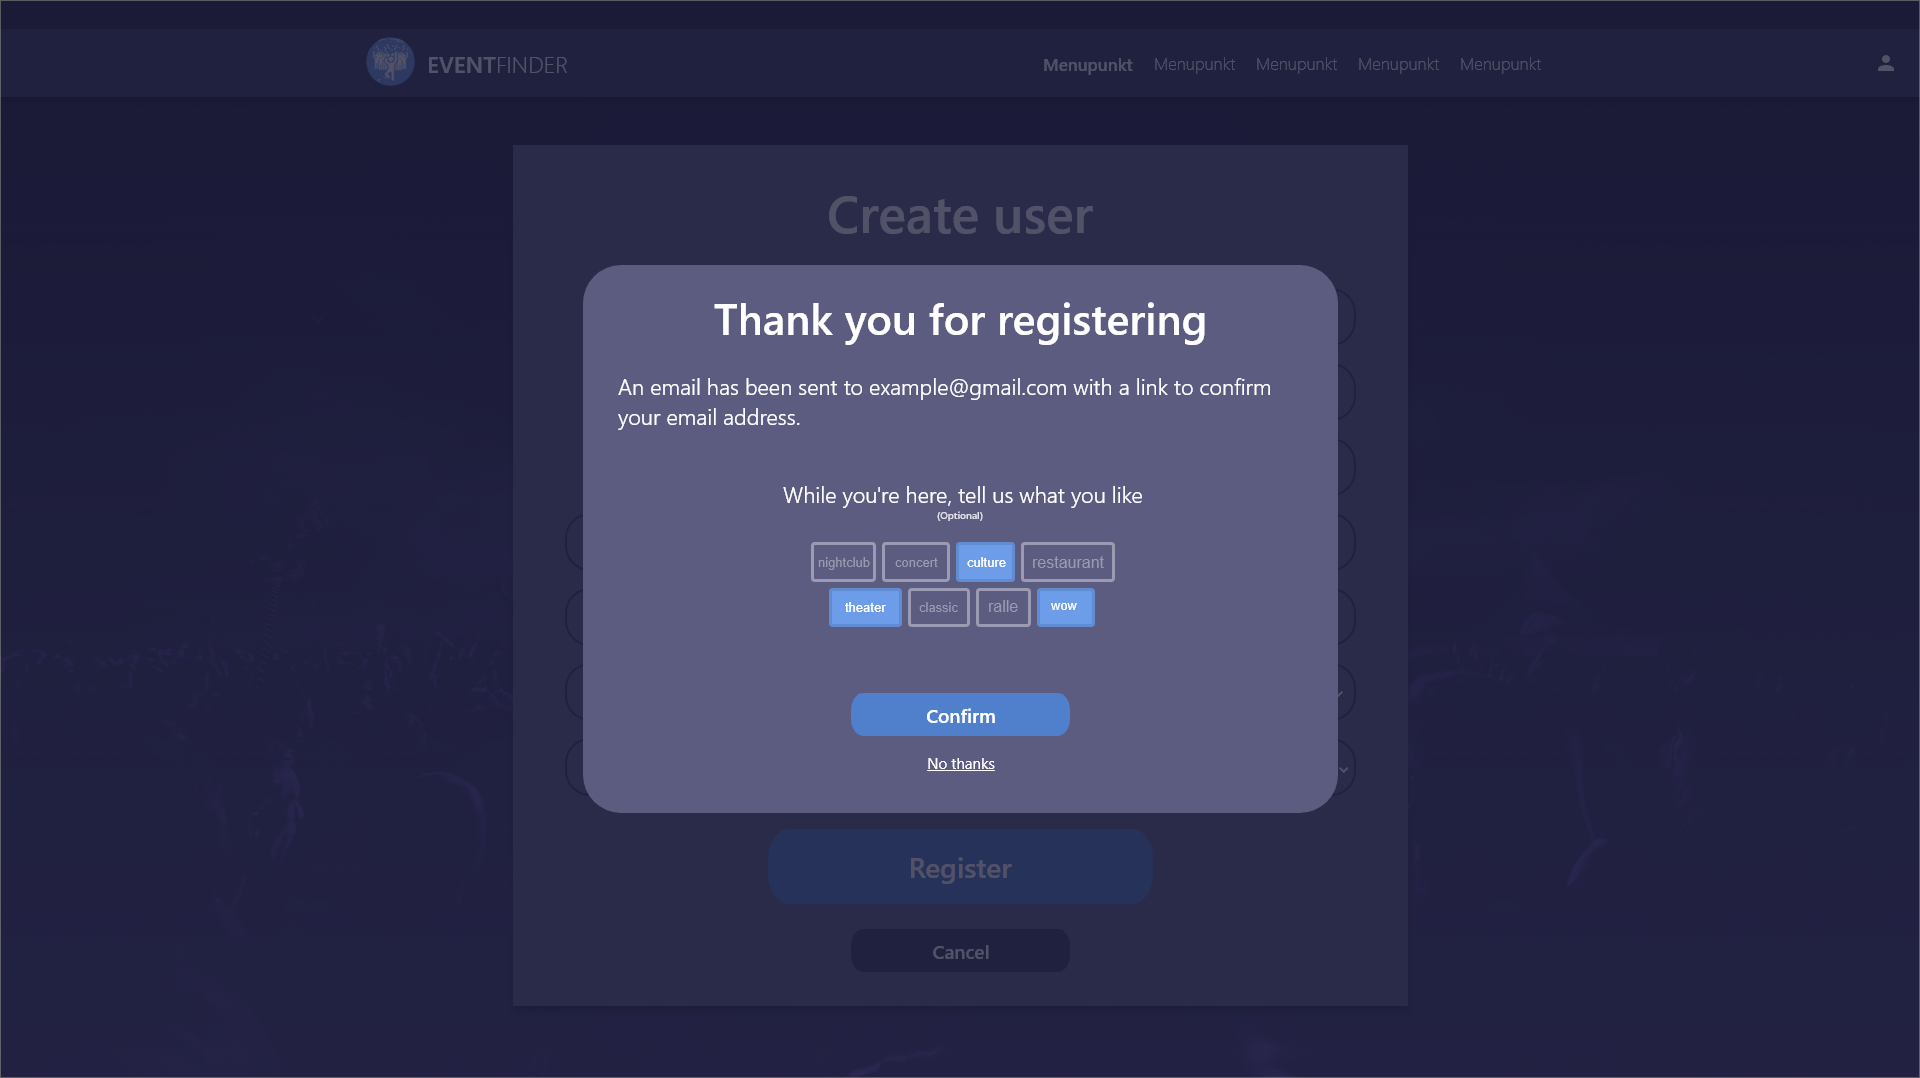 EVENTFINDER
Menupunkt Menupunkt Menupunkt Menupunkt Menupunkt
Create user
Thank you for registering
An email has been sent to example@gmail.com with a link to confirm
your email address.
While you're here, tell us what you like
(Optional)
nightclub concert culture restaurant
theater classic ralle wow
Confirm
No thanks
Register
Cancel